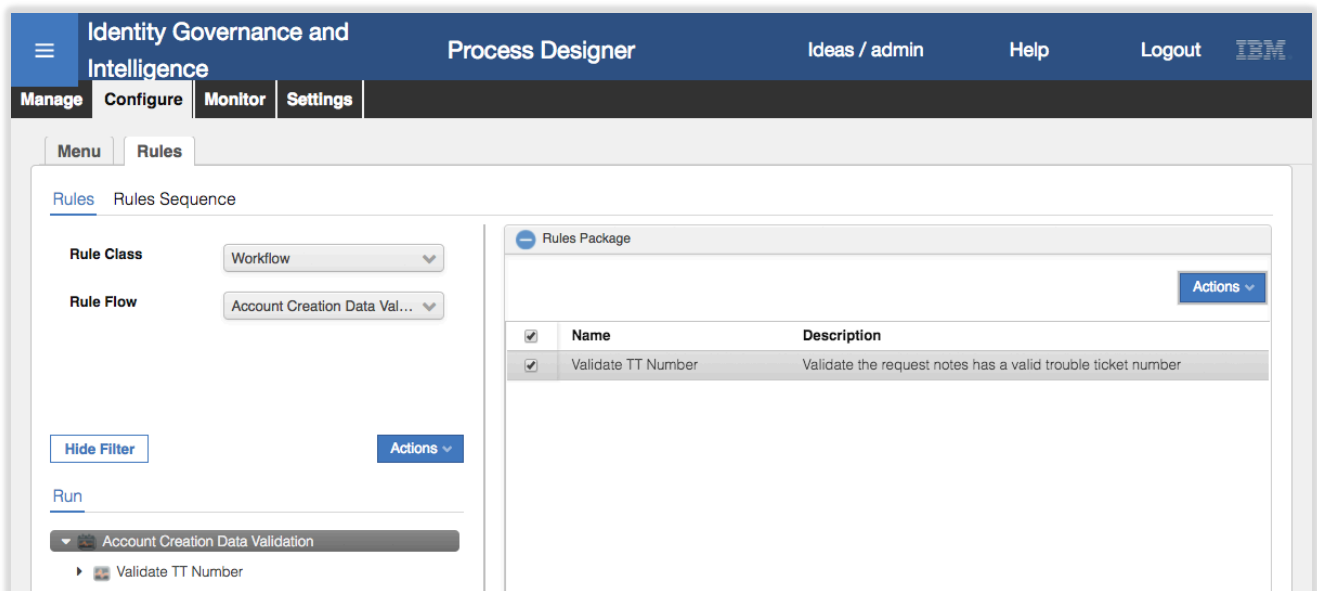 Identity Governance and
Intelligence
Process Designer
Ideas / admin
Help
Logout
IBM.
Manage
Configure
Monitor
Settings
Menu
Rules
Rules
Rules Sequence
Rule Class
Workflow
Rule Flow
Account Creation Data Val...
Hide Filter
Actions
Run
Account Creation Data Validation
Validate TT Number
Rules Package
Actions
Name
Description
Validate TT Number
Validate the request notes has a valid trouble ticket number